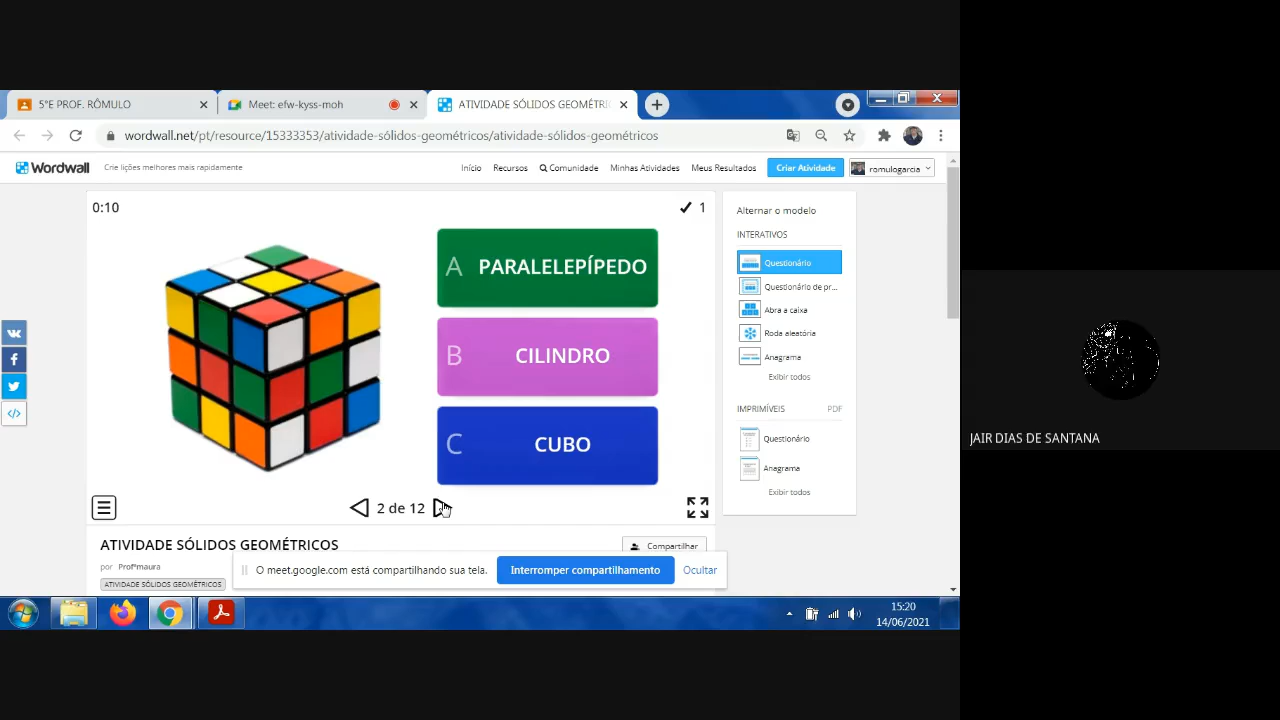 5°E PROF. RÔMULO
Meet: efw-kyss-moh
ATIVIDADE SÓLIDOS GEOMÉTRI
wordwall.net/pt/resource/15333353/atividade-sólidos-geométricos/atividade-sólidos-geométricos
Wordwall
Crie lições melhores mais rapidamente
Início
Recursos
Comunidade
Minhas Atividades
Meus Resultados
Criar Atividade
romulogarcia
0:10
1
A PARALELEPÍPEDO
B CILINDRO
C CUBO
2 de 12
Alternar o modelo
INTERATIVOS
Questionário
Questionário de pr...
Abra a caixa
Roda aleatória
Anagrama
Exibir todos
IMPRIMÍVEIS PDF
Questionário
Anagrama
Exibir todos
JAIR DIAS DE SANTANA
ATIVIDADE SÓLIDOS GEOMÉTRICOS
Compartilhar
por Profªmaura
ATIVIDADE SÓLIDOS GEOMÉTRICOS
O meet.google.com está compartilhando sua tela.
Interromper compartilhamento
Ocultar
15:20
14/06/2021